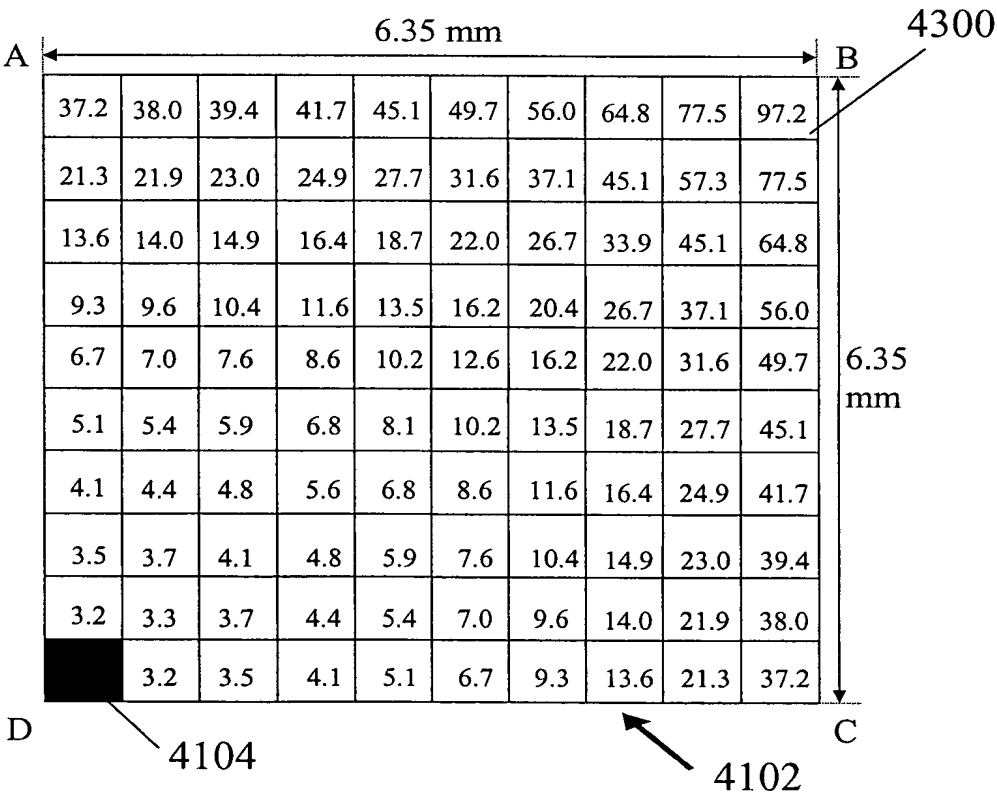 6.35 mm
4300
A
B
37.2 38.0 39.4 41.7 45.1 49.7 56.0 64.8 77.5 97.2
21.3 21.9 23.0 24.9 27.7 31.6 37.1 45.1 57.3 77.5
13.6 14.0 14.9 16.4 18.7 22.0 26.7 33.9 45.1 64.8
9.3 9.6 10.4 11.6 13.5 16.2 20.4 26.7 37.1 56.0
6.7 7.0 7.6 8.6 10.2 12.6 16.2 22.0 31.6 49.7
6.35
mm
5.1 5.4 5.9 6.8 8.1 10.2 13.5 18.7 27.7 45.1
4.1 4.4 4.8 5.6 6.8 8.6 11.6 16.4 24.9 41.7
3.5 3.7 4.1 4.8 5.9 7.6 10.4 14.9 23.0 39.4
3.2 3.3 3.7 4.4 5.4 7.0 9.6 14.0 21.9 38.0
3.2 3.5 4.1 5.1 6.7 9.3 13.6 21.3 37.2
D
C
4104
4102